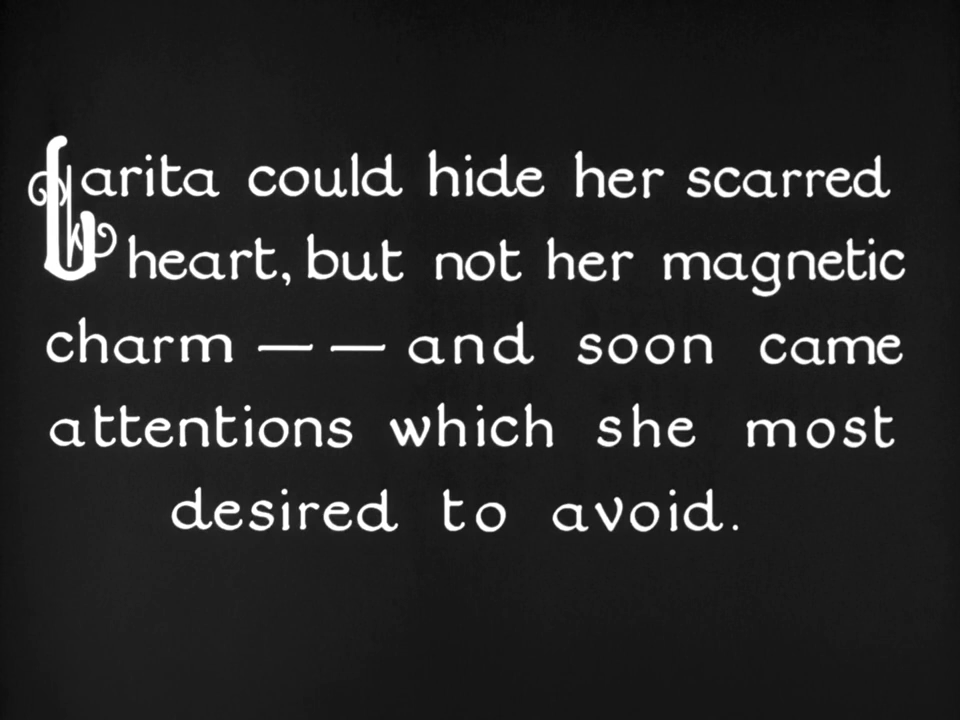 Larita could hide her scarred
heart, but not her magnetic
charm — — and soon came
attentions which she most
desired to avoid.